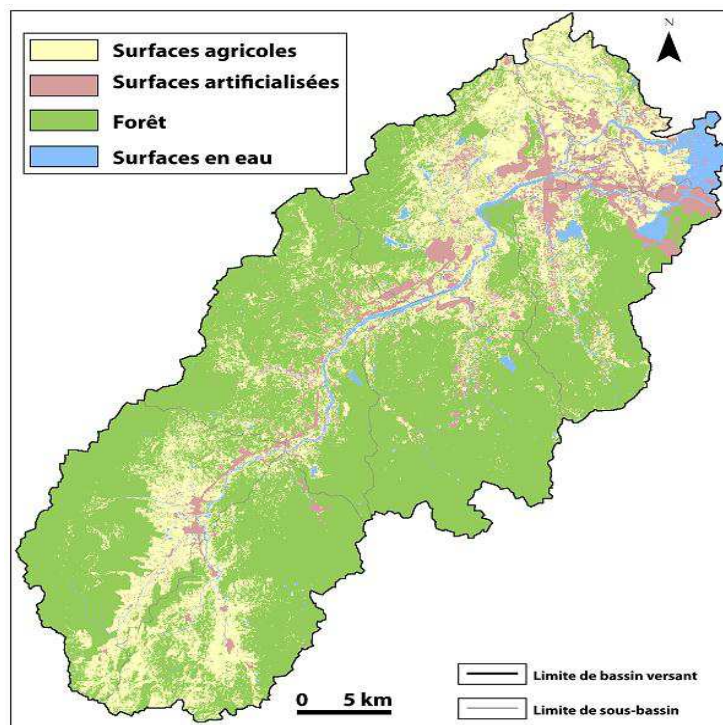 Surfaces agricoles
Surfaces artificialisées
Forêt
Surfaces en eau
N
0 5 km
Limite de bassin versant
Limite de sous-bassin